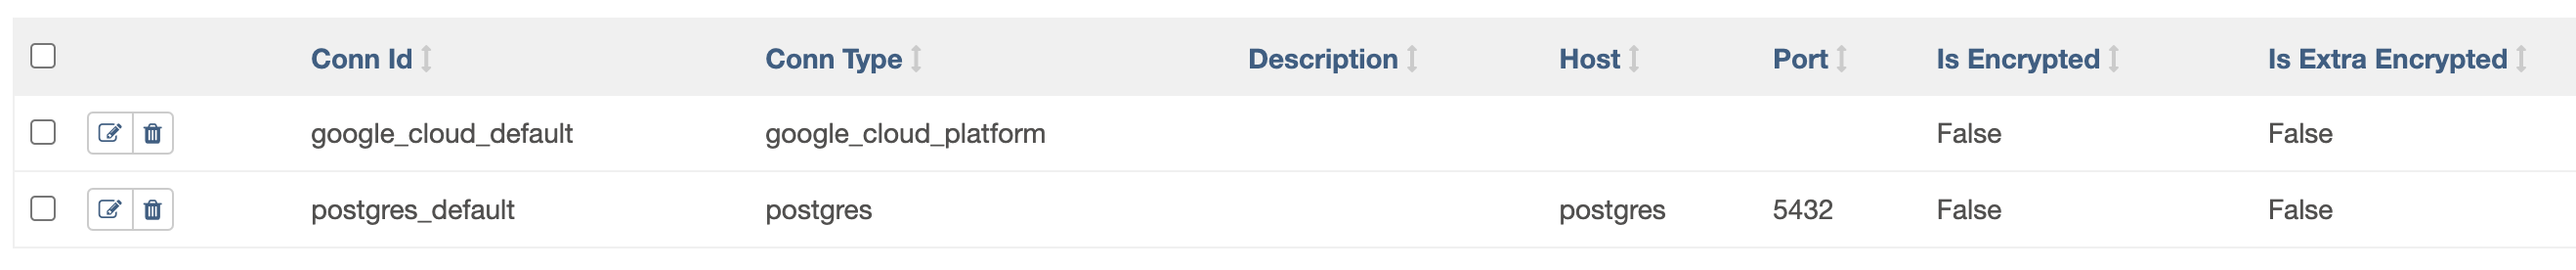 Conn Id Conn Type Description Host Port Is Encrypted Is Extra Encrypted
google_cloud_default google_cloud_platform False False
postgres_default postgres postgres 5432 False False